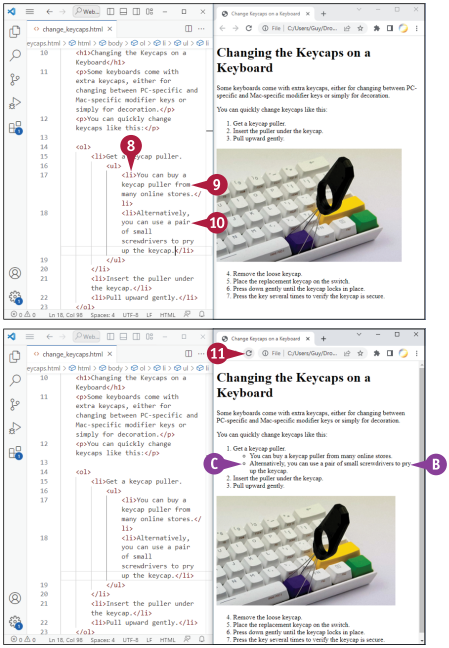 change_keycaps.html
eycaps.html > html > body > ol > li > ul > li
10 <h1>Changing the Keycaps on a
Keyboard</h1>
11 <p>Some keyboards come with
extra keycaps, either for
changing between PC-specific and
Mac-specific modifier keys or
simply for decoration.</p>
12 <p>You can quickly change
keycaps like this:</p>
13
14 <ol>
15 <li>Get a keycap puller.
16 <ul>
17 <li>You can buy a
keycap puller from
many online stores.</
li>
18 <li>Alternatively,
you can use a pair
of small
screwdrivers to pry
up the keycap.</li>
19 </ul>
20 </li>
21 <li>Insert the puller under
the keycap.</li>
22 <li>Pull upward gently.</li>
23 </ol>
0 0 Ln 18, Col 98 Spaces: 4 UTF-8 LF HTML
8
9
10
Changing the Keycaps on a Keyboard
File | C:/Users/Guy/Dro...
Changing the Keycaps on a
Keyboard
Some keyboards come with extra keycaps, either for changing between PC-
specific and Mac-specific modifier keys or simply for decoration.
You can quickly change keycaps like this:
1. Get a keycap puller.
2. Insert the puller under the keycap.
3. Pull upward gently.
4. Remove the loose keycap.
5. Place the replacement keycap on the switch.
6. Press down gently until the keycap locks in place.
7. Press the key several times to verify the keycap is secure.
change_keycaps.html
eycaps.html > html > body > ol > li > ul > li
10 <h1>Changing the Keycaps on a
Keyboard</h1>
11 <p>Some keyboards come with
extra keycaps, either for
changing between PC-specific and
Mac-specific modifier keys or
simply for decoration.</p>
12 <p>You can quickly change
keycaps like this:</p>
13
14 <ol>
15 <li>Get a keycap puller.
16 <ul>
17 <li>You can buy a
keycap puller from
many online stores.</
li>
18 <li>Alternatively,
you can use a pair
of small
screwdrivers to pry
up the keycap.</li>
19 </ul>
20 </li>
21 <li>Insert the puller under
the keycap.</li>
22 <li>Pull upward gently.</li>
23 </ol>
0 0 Ln 18, Col 98 Spaces: 4 UTF-8 LF HTML
11
Changing the Keycaps on a Keyboard
File | C:/Users/Guy/Dro...
Changing the Keycaps on a
Keyboard
Some keyboards come with extra keycaps, either for changing between
PC-specific and Mac-specific modifier keys or simply for decoration.
You can quickly change keycaps like this:
1. Get a keycap puller.
You can buy a keycap puller from many online stores.
C
Alternatively, you can use a pair of small screwdrivers to pry
up the keycap.
B
2. Insert the puller under the keycap.
3. Pull upward gently.
4. Remove the loose keycap.
5. Place the replacement keycap on the switch.
6. Press down gently until the keycap locks in place.
7. Press the key several times to verify the keycap is secure.